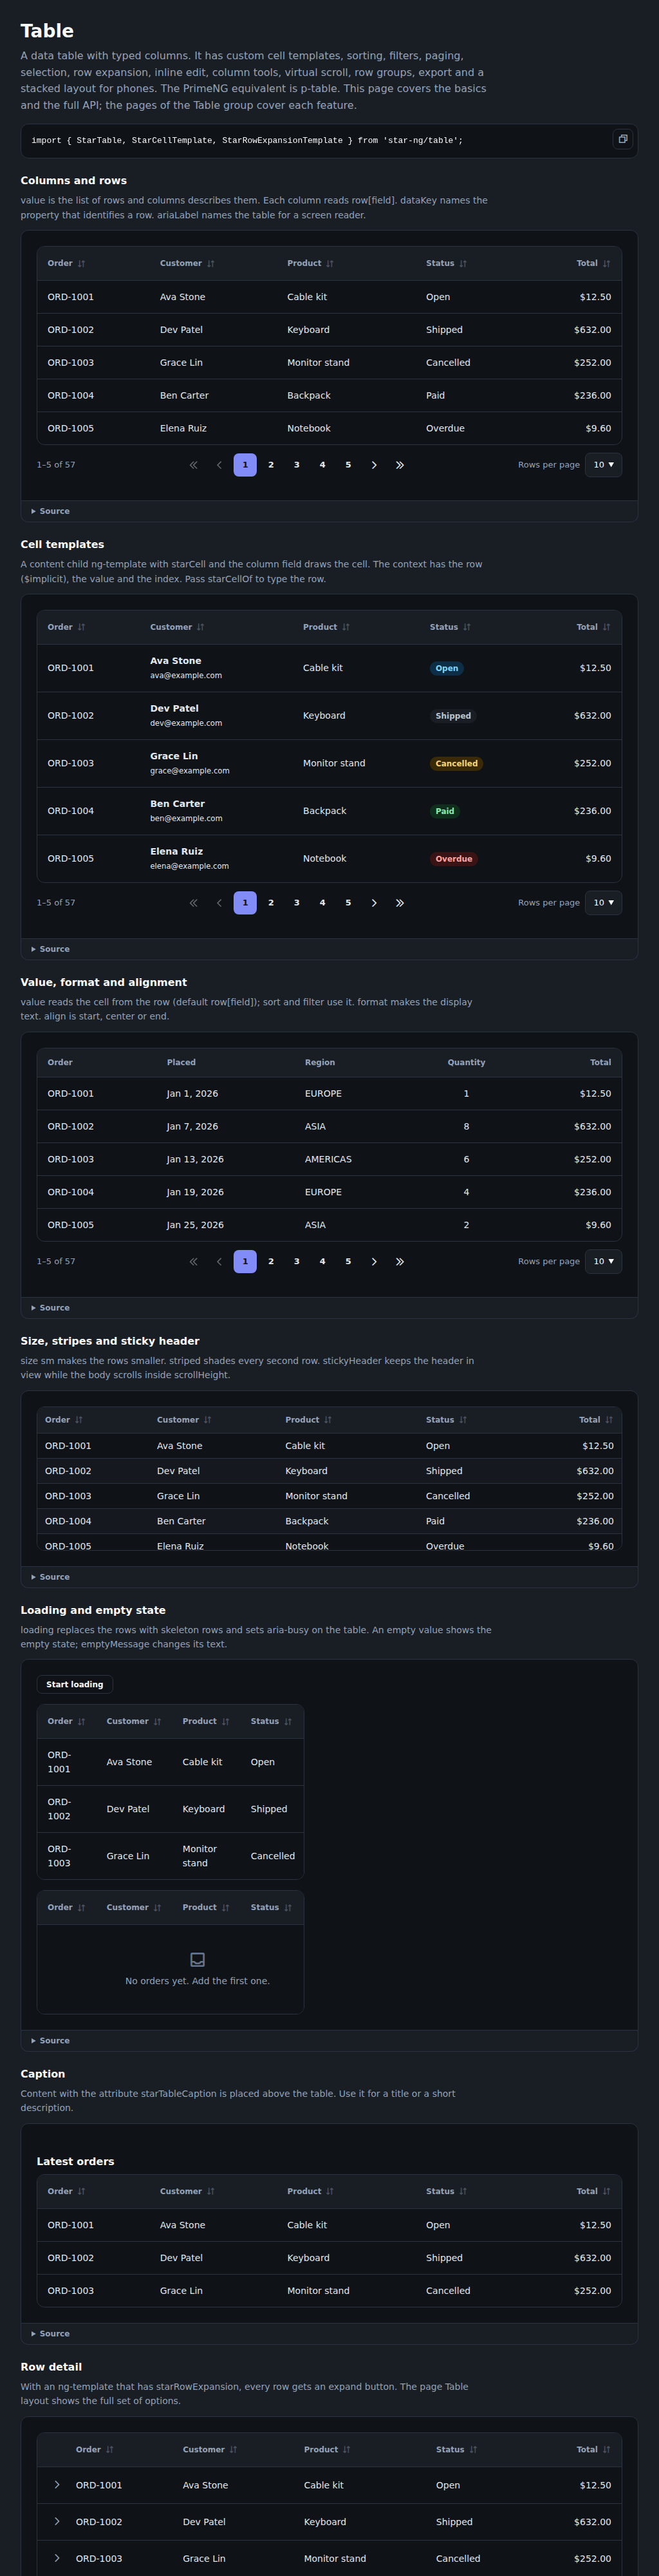 Table
A data table with typed columns. It has custom cell templates, sorting, filters, paging,
selection, row expansion, inline edit, column tools, virtual scroll, row groups, export and a
stacked layout for phones. The PrimeNG equivalent is p-table. This page covers the basics
and the full API; the pages of the Table group cover each feature.
import { StarTable, StarCellTemplate, StarRowExpansionTemplate } from 'star-ng/table';
Columns and rows
value is the list of rows and columns describes them. Each column reads row[field]. dataKey names the
property that identifies a row. ariaLabel names the table for a screen reader.
Order Customer Product Status Total
ORD-1001 Ava Stone Cable kit Open $12.50
ORD-1002 Dev Patel Keyboard Shipped $632.00
ORD-1003 Grace Lin Monitor stand Cancelled $252.00
ORD-1004 Ben Carter Backpack Paid $236.00
ORD-1005 Elena Ruiz Notebook Overdue $9.60
1–5 of 57 1 2 3 4 5 Rows per page 10
Source
Cell templates
A content child ng-template with starCell and the column field draws the cell. The context has the row
($implicit), the value and the index. Pass starCellOf to type the row.
Order Customer Product Status Total
ORD-1001 Ava Stone Cable kit Open $12.50
ava@example.com
ORD-1002 Dev Patel Keyboard Shipped $632.00
dev@example.com
ORD-1003 Grace Lin Monitor stand Cancelled $252.00
grace@example.com
ORD-1004 Ben Carter Backpack Paid $236.00
ben@example.com
ORD-1005 Elena Ruiz Notebook Overdue $9.60
elena@example.com
1–5 of 57 1 2 3 4 5 Rows per page 10
Source
Value, format and alignment
value reads the cell from the row (default row[field]); sort and filter use it. format makes the display
text. align is start, center or end.
Order Placed Region Quantity Total
ORD-1001 Jan 1, 2026 EUROPE 1 $12.50
ORD-1002 Jan 7, 2026 ASIA 8 $632.00
ORD-1003 Jan 13, 2026 AMERICAS 6 $252.00
ORD-1004 Jan 19, 2026 EUROPE 4 $236.00
ORD-1005 Jan 25, 2026 ASIA 2 $9.60
1–5 of 57 1 2 3 4 5 Rows per page 10
Source
Size, stripes and sticky header
size sm makes the rows smaller. striped shades every second row. stickyHeader keeps the header in
view while the body scrolls inside scrollHeight.
Order Customer Product Status Total
ORD-1001 Ava Stone Cable kit Open $12.50
ORD-1002 Dev Patel Keyboard Shipped $632.00
ORD-1003 Grace Lin Monitor stand Cancelled $252.00
ORD-1004 Ben Carter Backpack Paid $236.00
ORD-1005 Elena Ruiz Notebook Overdue $9.60
Source
Loading and empty state
loading replaces the rows with skeleton rows and sets aria-busy on the table. An empty value shows the
empty state; emptyMessage changes its text.
Start loading
Order Customer Product Status
ORD-
1001 Ava Stone Cable kit Open
ORD-
1002 Dev Patel Keyboard Shipped
ORD-
1003 Grace Lin Monitor
stand Cancelled
Order Customer Product Status
No orders yet. Add the first one.
Source
Caption
Content with the attribute starTableCaption is placed above the table. Use it for a title or a short
description.
Latest orders
Order Customer Product Status Total
ORD-1001 Ava Stone Cable kit Open $12.50
ORD-1002 Dev Patel Keyboard Shipped $632.00
ORD-1003 Grace Lin Monitor stand Cancelled $252.00
Source
Row detail
With an ng-template that has starRowExpansion, every row gets an expand button. The page Table
layout shows the full set of options.
Order Customer Product Status Total
ORD-1001 Ava Stone Cable kit Open $12.50
ORD-1002 Dev Patel Keyboard Shipped $632.00
ORD-1003 Grace Lin Monitor stand Cancelled $252.00